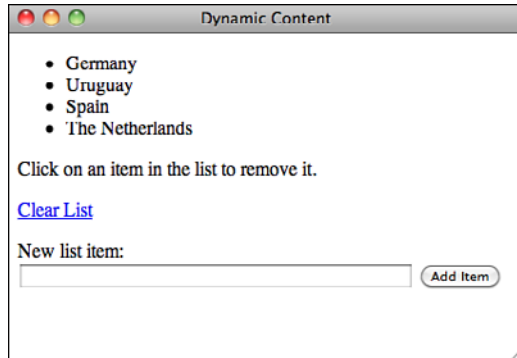 Dynamic Content
• Germany
• Uruguay
• Spain
• The Netherlands
Click on an item in the list to remove it.
Clear List
New list item:
Add Item